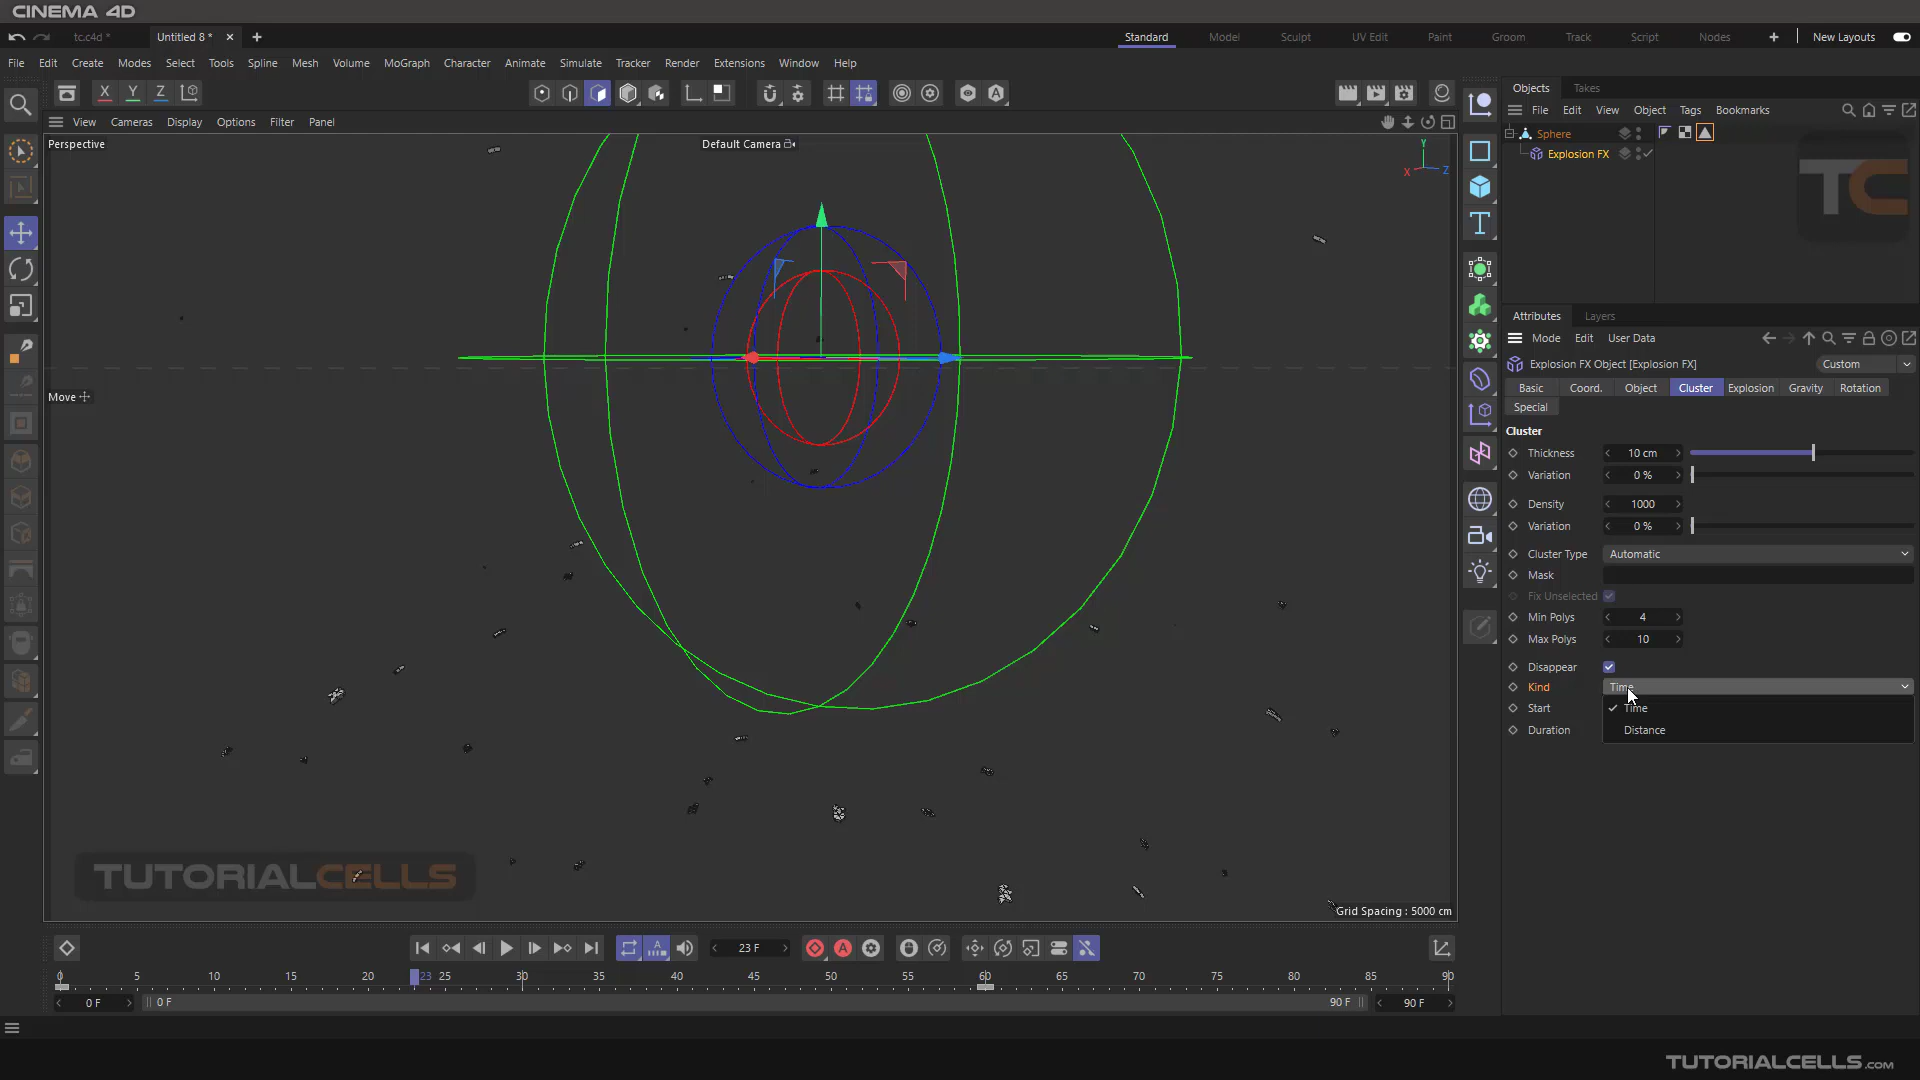 CINEMA 4D
tc.c4d *
Untitled 8 *
Standard
Model
Sculpt
UV Edit
Paint
Groom
Track
Script
Nodes
New Layouts
File Edit Create Modes Select Tools Spline Mesh Volume MoGraph Character Animate Simulate Tracker Render Extensions Window Help
X Y Z
View Cameras Display Options Filter Panel
Perspective
Default Camera
Y
X
Z
Move
Grid Spacing : 5000 cm
TUTORIALCELLS
Objects Takes
File Edit View Object Tags Bookmarks
Sphere
Explosion FX
TC
Attributes Layers
Mode Edit User Data
Explosion FX Object [Explosion FX]
Custom
Basic Coord. Object Cluster Explosion Gravity Rotation
Special
Cluster
Thickness 10 cm
Variation 0 %
Density 1000
Variation 0 %
Cluster Type Automatic
Mask
Fix Unselected
Min Polys 4
Max Polys 10
Disappear
Kind Time
Start Time
Duration Distance
23 F
0 5 10 15 20 23 25 30 35 40 45 50 55 60 65 70 75 80 85 90
0 F 0 F 90 F 90 F
TUTORIALCELLS.COM